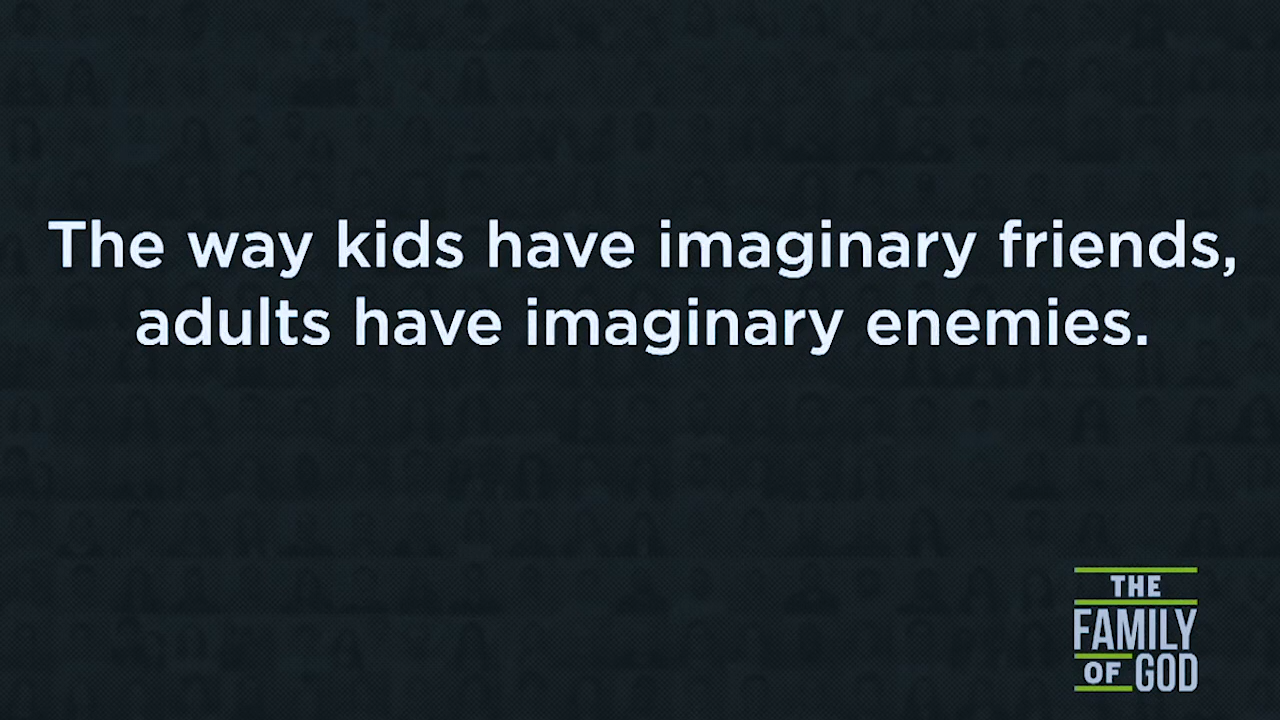 The way kids have imaginary friends,
adults have imaginary enemies.
THE
FAMILY
OF GOD